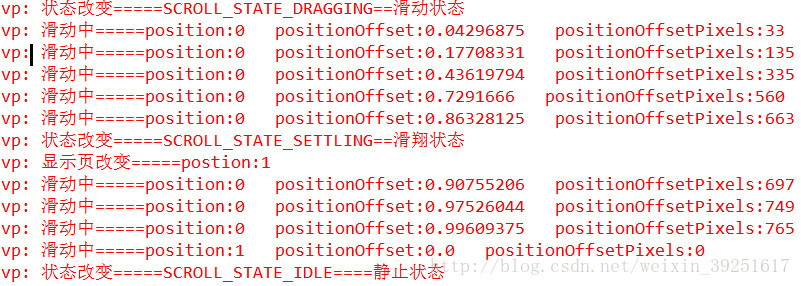 vp: 状态改变=====SCROLL_STATE_DRAGGING==滑动状态
vp: 滑动中=====position:0 positionOffset:0.04296875 positionOffsetPixels:33
vp: 滑动中=====position:0 positionOffset:0.17708331 positionOffsetPixels:135
vp: 滑动中=====position:0 positionOffset:0.43619794 positionOffsetPixels:335
vp: 滑动中=====position:0 positionOffset:0.7291666 positionOffsetPixels:560
vp: 滑动中=====position:0 positionOffset:0.86328125 positionOffsetPixels:663
vp: 状态改变=====SCROLL_STATE_SETTLING==滑翔状态
vp: 显示页改变=====postion:1
vp: 滑动中=====position:0 positionOffset:0.90755206 positionOffsetPixels:697
vp: 滑动中=====position:0 positionOffset:0.97526044 positionOffsetPixels:749
vp: 滑动中=====position:0 positionOffset:0.99609375 positionOffsetPixels:765
vp: 滑动中=====position:1 positionOffset:0.0 positionOffsetPixels:0
vp: 状态改变=====SCROLL_STATE_IDLE====静止状态
http://blog.csdn.net/weixin_39251617